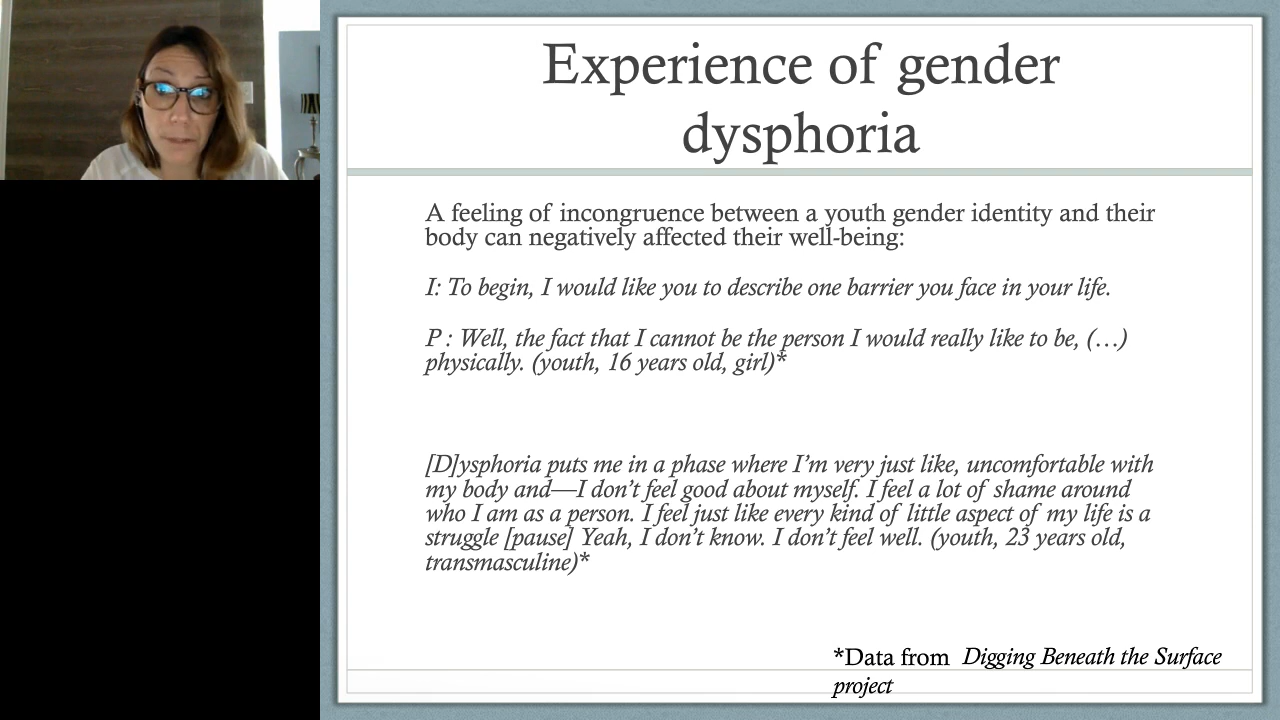 Experience of gender
dysphoria
A feeling of incongruence between a youth gender identity and their
body can negatively affected their well-being:
I: To begin, I would like you to describe one barrier you face in your life.
P : Well, the fact that I cannot be the person I would really like to be, (…)
physically. (youth, 16 years old, girl)*
[D]ysphoria puts me in a phase where I’m very just like, uncomfortable with
my body and—I don’t feel good about myself. I feel a lot of shame around
who I am as a person. I feel just like every kind of little aspect of my life is a
struggle [pause] Yeah, I don’t know. I don’t feel well. (youth, 23 years old,
transmasculine)*
*Data from Digging Beneath the Surface
project